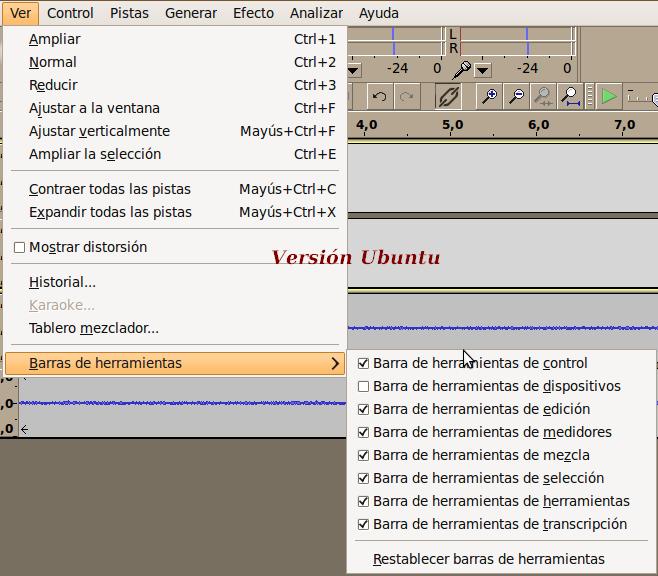 Ver Control Pistas Generar Efecto Analizar Ayuda
Ampliar Ctrl+1
Normal Ctrl+2
Reducir Ctrl+3
Ajustar a la ventana Ctrl+F
Ajustar verticalmente Mayús+Ctrl+F
Ampliar la selección Ctrl+E
Contraer todas las pistas Mayús+Ctrl+C
Expandir todas las pistas Mayús+Ctrl+X
Mostrar distorsión
Historial...
Karaoke...
Tablero mezclador...
Barras de herramientas
L
R
-24 0 -24 0
4,0 5,0 6,0 7,0
Versión Ubuntu
Barra de herramientas de control
Barra de herramientas de dispositivos
Barra de herramientas de edición
Barra de herramientas de medidores
Barra de herramientas de mezcla
Barra de herramientas de selección
Barra de herramientas de herramientas
Barra de herramientas de transcripción
Restablecer barras de herramientas
,0
,0
,0